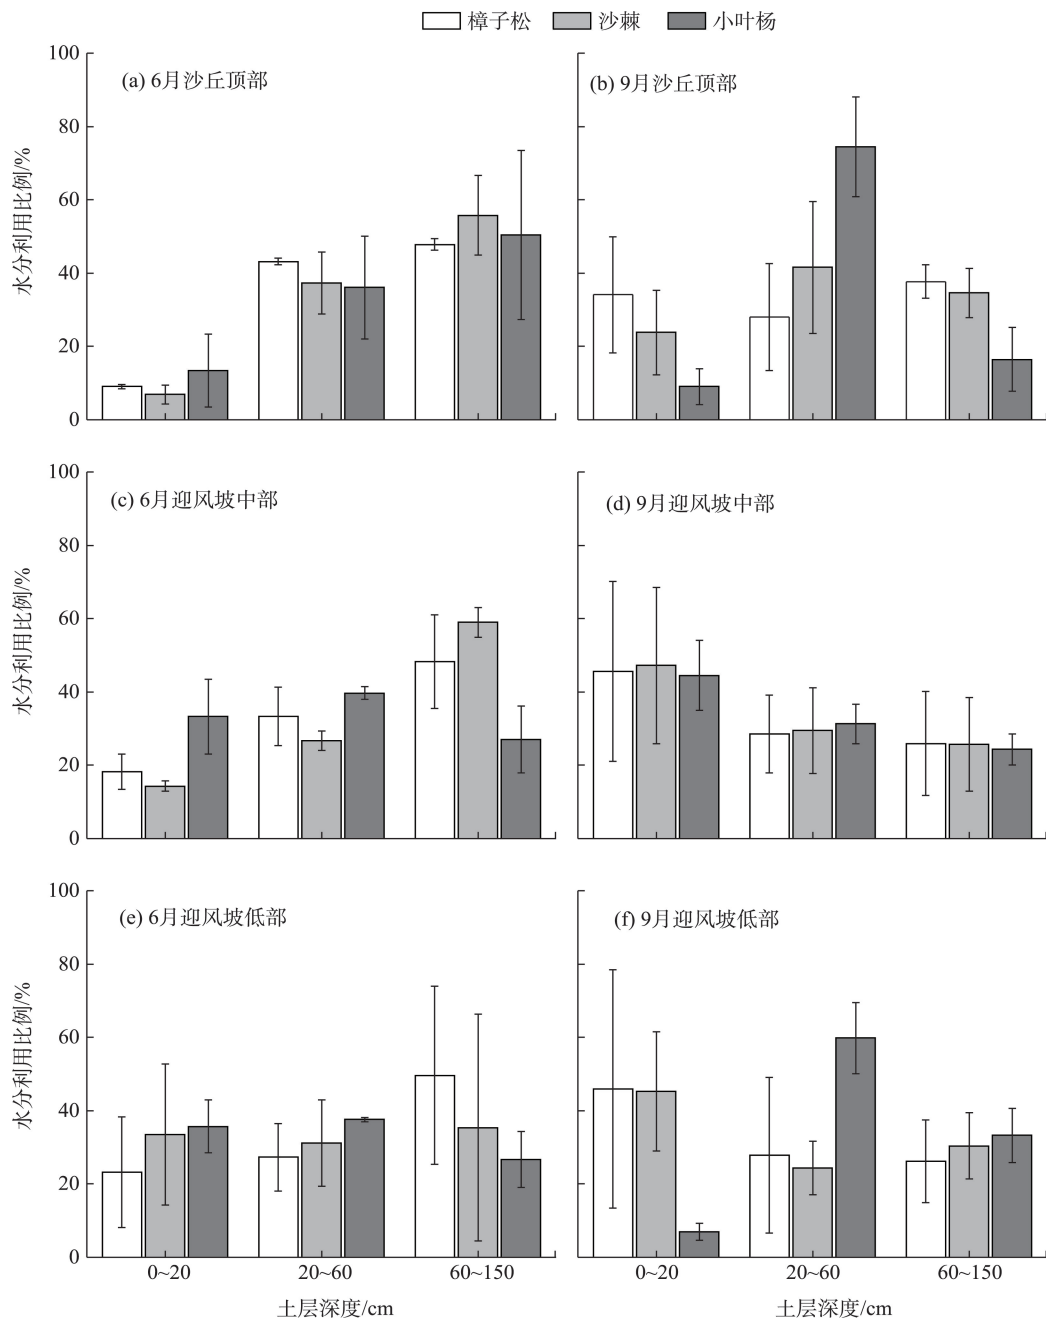 樟子松 沙棘 小叶杨
(a) 6月沙丘顶部
(b) 9月沙丘顶部
水分利用比例/%
100
80
60
40
20
0
(c) 6月迎风坡中部
(d) 9月迎风坡中部
水分利用比例/%
100
80
60
40
20
0
(e) 6月迎风坡低部
(f) 9月迎风坡低部
水分利用比例/%
100
80
60
40
20
0
0~20 20~60 60~150
0~20 20~60 60~150
土层深度/cm
土层深度/cm